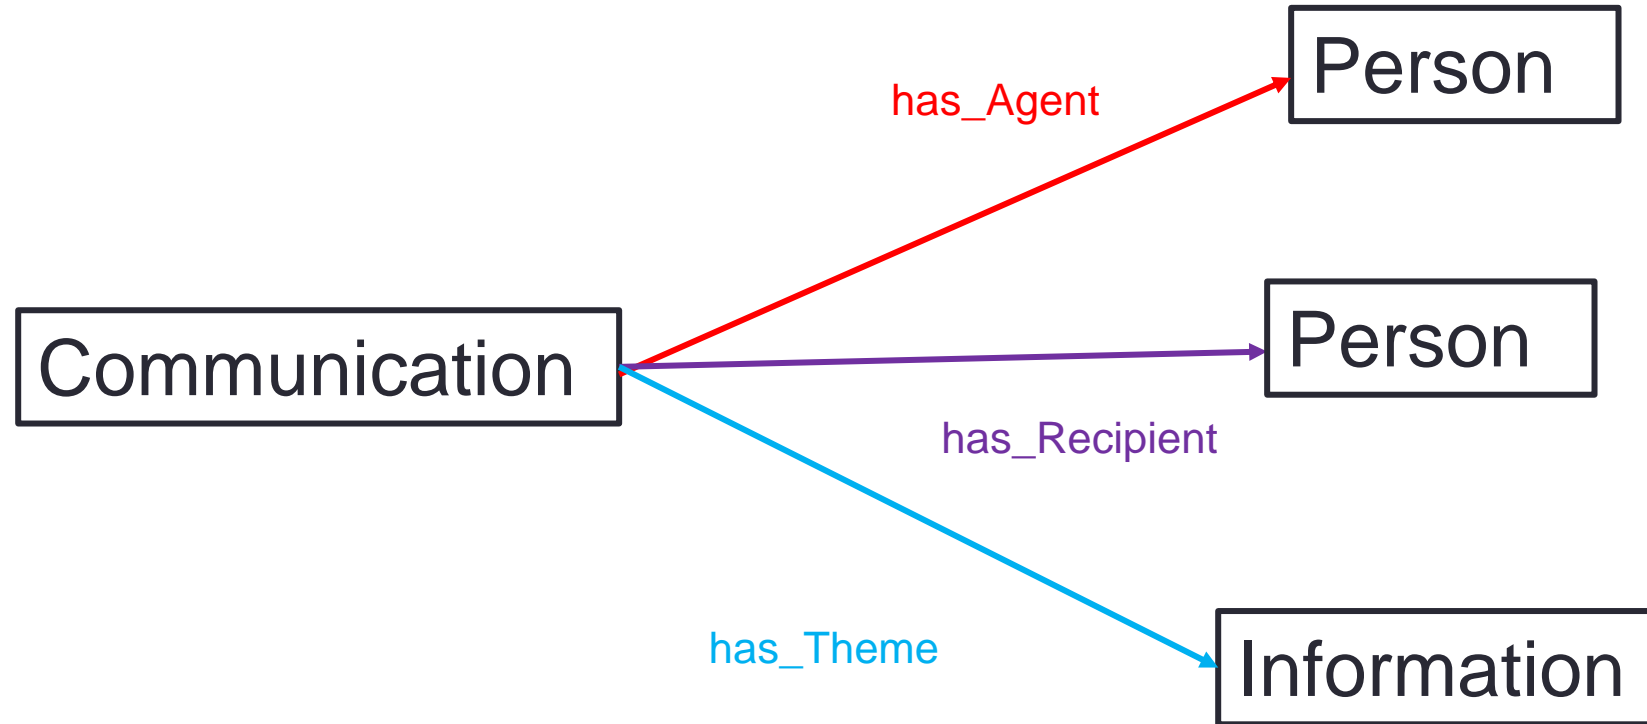 Person
has_Agent
Person
Communication
has_Recipient
has_Theme
Information